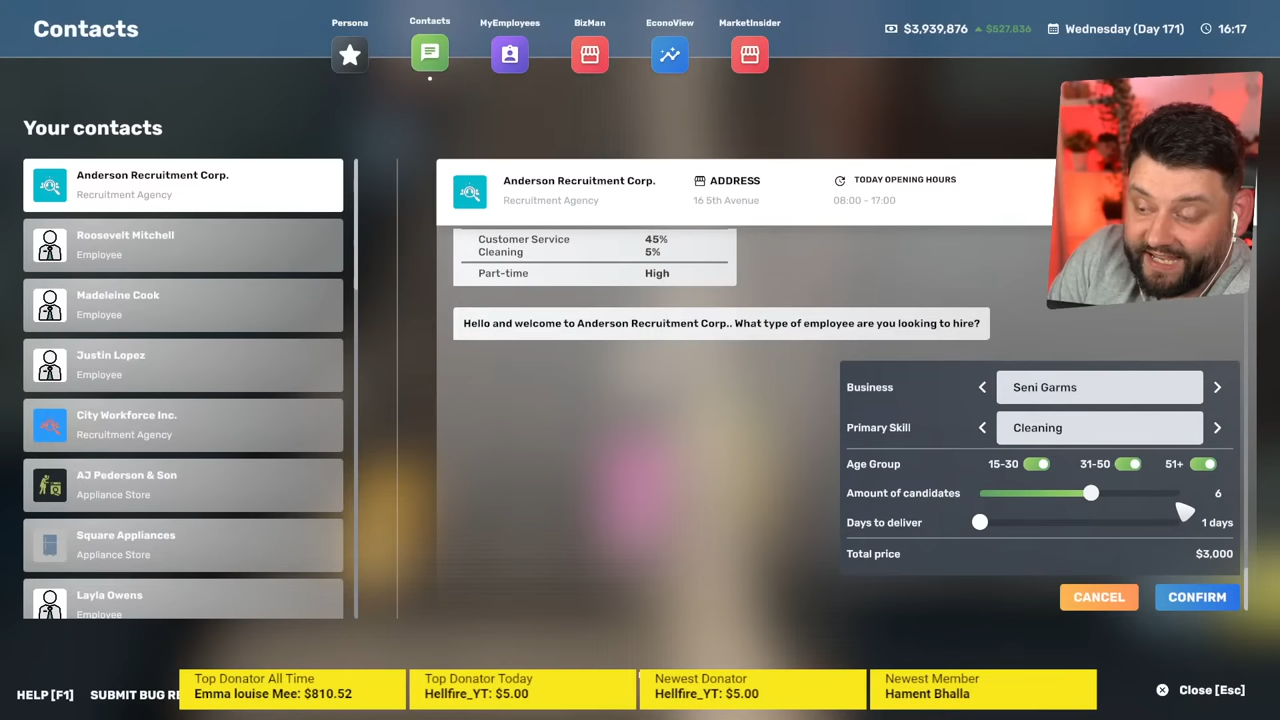 Contacts
Persona
Contacts
MyEmployees
BizMan
EconoView
MarketInsider
$3,939,876
$527,836
Wednesday (Day 171)
16:17
Your contacts
Anderson Recruitment Corp.
Recruitment Agency
Roosevelt Mitchell
Employee
Madeleine Cook
Employee
Justin Lopez
Employee
City Workforce Inc.
Recruitment Agency
AJ Pederson & Son
Appliance Store
Square Appliances
Appliance Store
Layla Owens
Employee
Anderson Recruitment Corp.
Recruitment Agency
ADDRESS
16 5th Avenue
TODAY OPENING HOURS
08:00 - 17:00
Customer Service 45%
Cleaning 5%
Part-time High
Hello and welcome to Anderson Recruitment Corp.. What type of employee are you looking to hire?
Business Seni Garms
Primary Skill Cleaning
Age Group 15-30 31-50 51+
Amount of candidates 6
Days to deliver 1 days
Total price $3,000
CANCEL CONFIRM
HELP [F1] SUBMIT BUG RE
Top Donator All Time
Emma louise Mee: $810.52
Top Donator Today
Hellfire_YT: $5.00
Newest Donator
Hellfire_YT: $5.00
Newest Member
Hament Bhalla
Close [Esc]